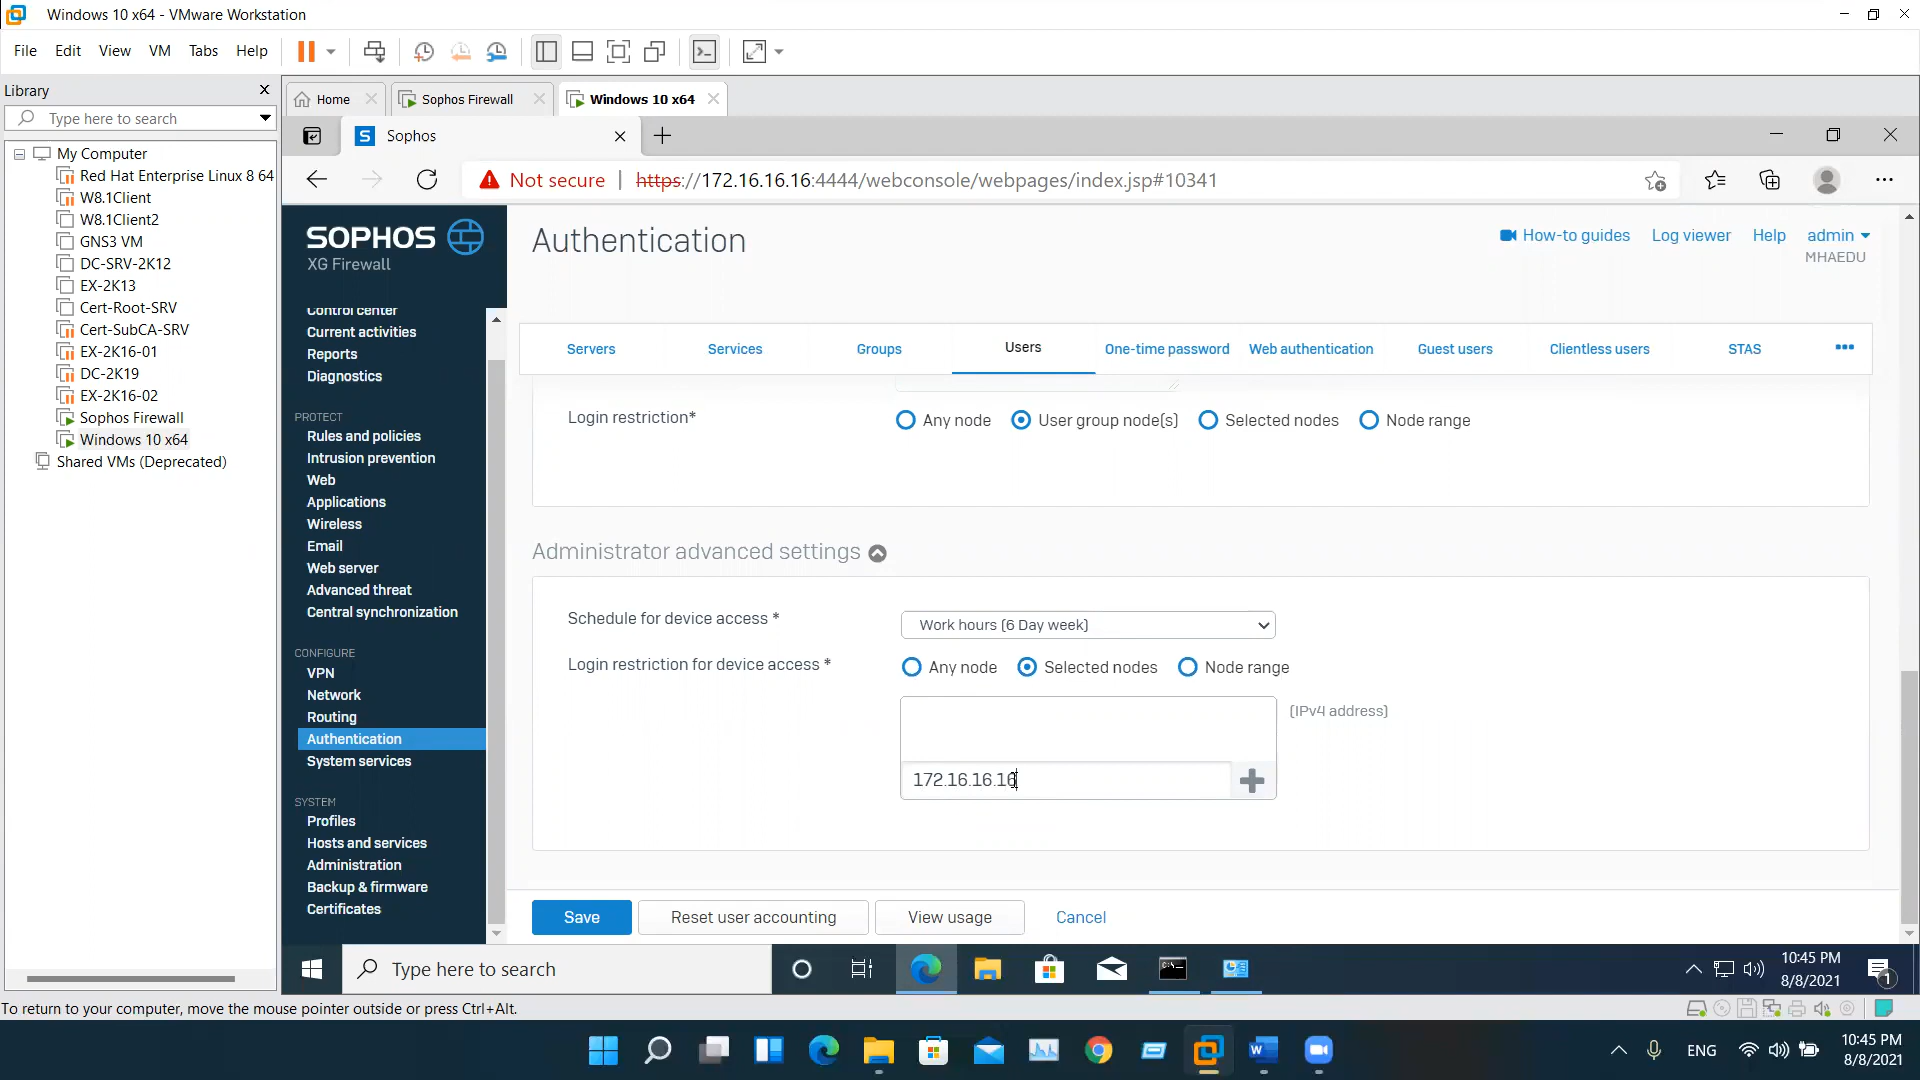 Windows 10 x64 - VMware Workstation
File Edit View VM Tabs Help
Library
Type here to search
My Computer
Red Hat Enterprise Linux 8 64
W8.1Client
W8.1Client2
GNS3 VM
DC-SRV-2K12
EX-2K13
Cert-Root-SRV
Cert-SubCA-SRV
EX-2K16-01
DC-2K19
EX-2K16-02
Sophos Firewall
Windows 10 x64
Shared VMs (Deprecated)
Home Sophos Firewall Windows 10 x64
S Sophos
Not secure | https://172.16.16.16:4444/webconsole/webpages/index.jsp#10341
SOPHOS
XG Firewall
Control center
Current activities
Reports
Diagnostics
PROTECT
Rules and policies
Intrusion prevention
Web
Applications
Wireless
Email
Web server
Advanced threat
Central synchronization
CONFIGURE
VPN
Network
Routing
Authentication
System services
SYSTEM
Profiles
Hosts and services
Administration
Backup & firmware
Certificates
Authentication
How-to guides Log viewer Help admin
MHAEDU
Servers Services Groups Users One-time password Web authentication Guest users Clientless users STAS
Login restriction* Any node User group node(s) Selected nodes Node range
Administrator advanced settings
Schedule for device access * Work hours (6 Day week)
Login restriction for device access * Any node Selected nodes Node range
(IPv4 address)
172.16.16.16
Save Reset user accounting View usage Cancel
Type here to search
10:45 PM
8/8/2021
1
To return to your computer, move the mouse pointer outside or press Ctrl+Alt.
ENG
10:45 PM
8/8/2021